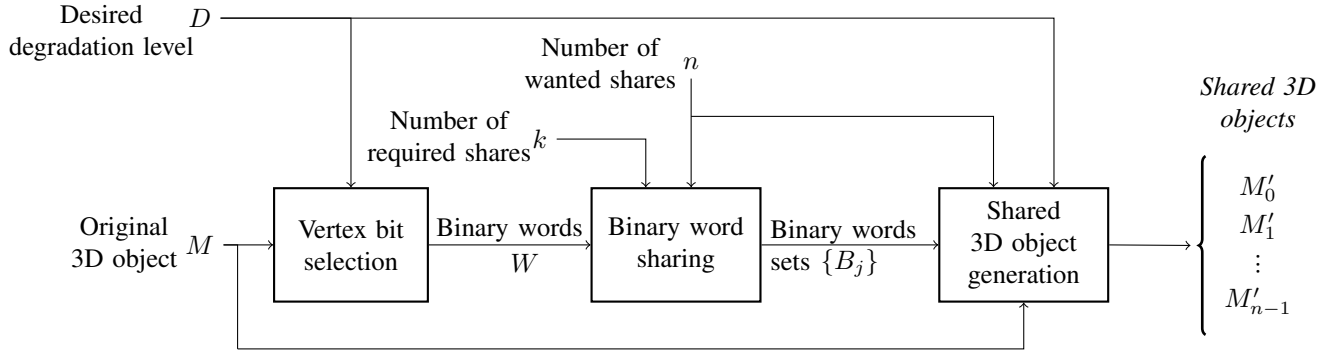 Desired
degradation level D
Number of
wanted shares n
Number of
required shares k
Shared 3D
objects
Original
3D object M
Vertex bit
selection
Binary words
W
Binary word
sharing
Binary words
sets {B_j}
Shared
3D object
generation
M'_0
M'_1
⋮
M'_{n-1}